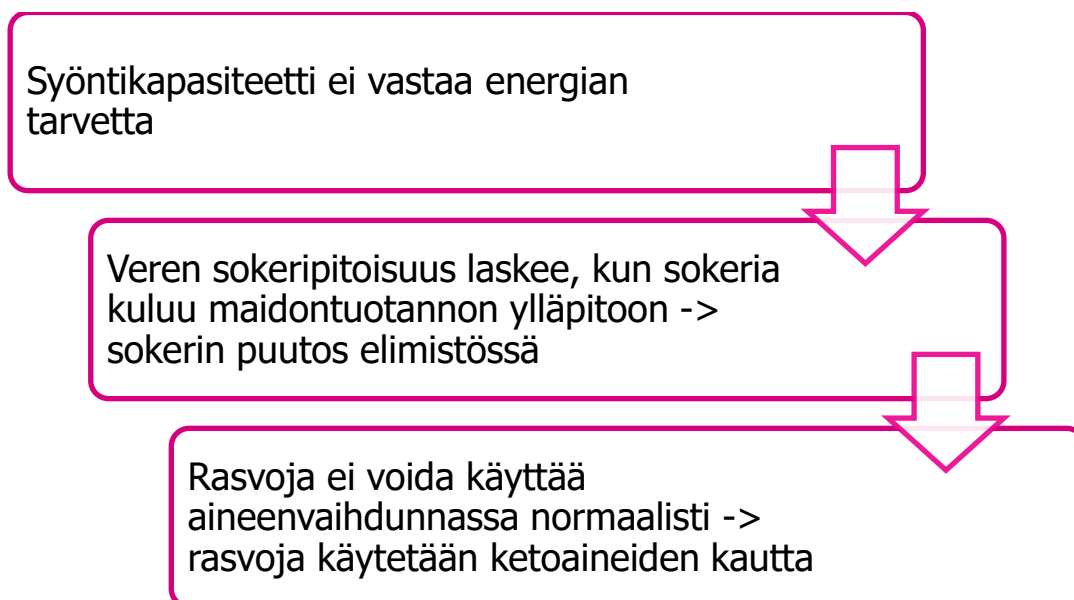 Syöntikapasiteetti ei vastaa energian
tarvetta
Veren sokeripitoisuus laskee, kun sokeria
kuluu maidontuotannon ylläpitoon ->
sokerin puutos elimistössä
Rasvoja ei voida käyttää
aineenvaihdunnassa normaalisti ->
rasvoja käytetään ketoaineiden kautta